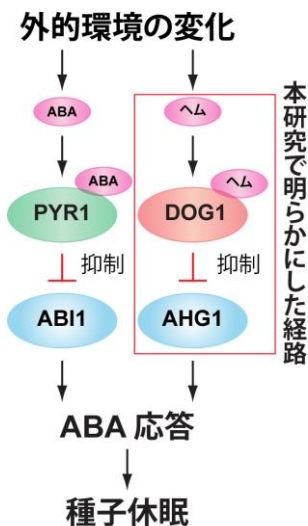 外的環境の変化
ABA
ヘム
ABA
ヘム
PYR1
DOG1
抑制
抑制
ABI1
AHG1
ABA 応答
種子休眠
本研究で明らかにした経路